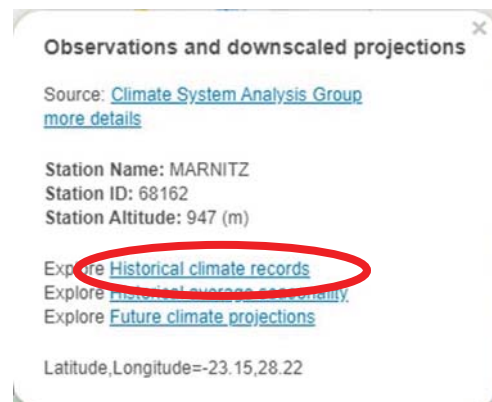 Observations and downscaled projections
Source: Climate System Analysis Group
more details
Station Name: MARNITZ
Station ID: 68162
Station Altitude: 947 (m)
Explore Historical climate records
Explore Historical average seasonality
Explore Future climate projections
Latitude,Longitude=-23.15,28.22